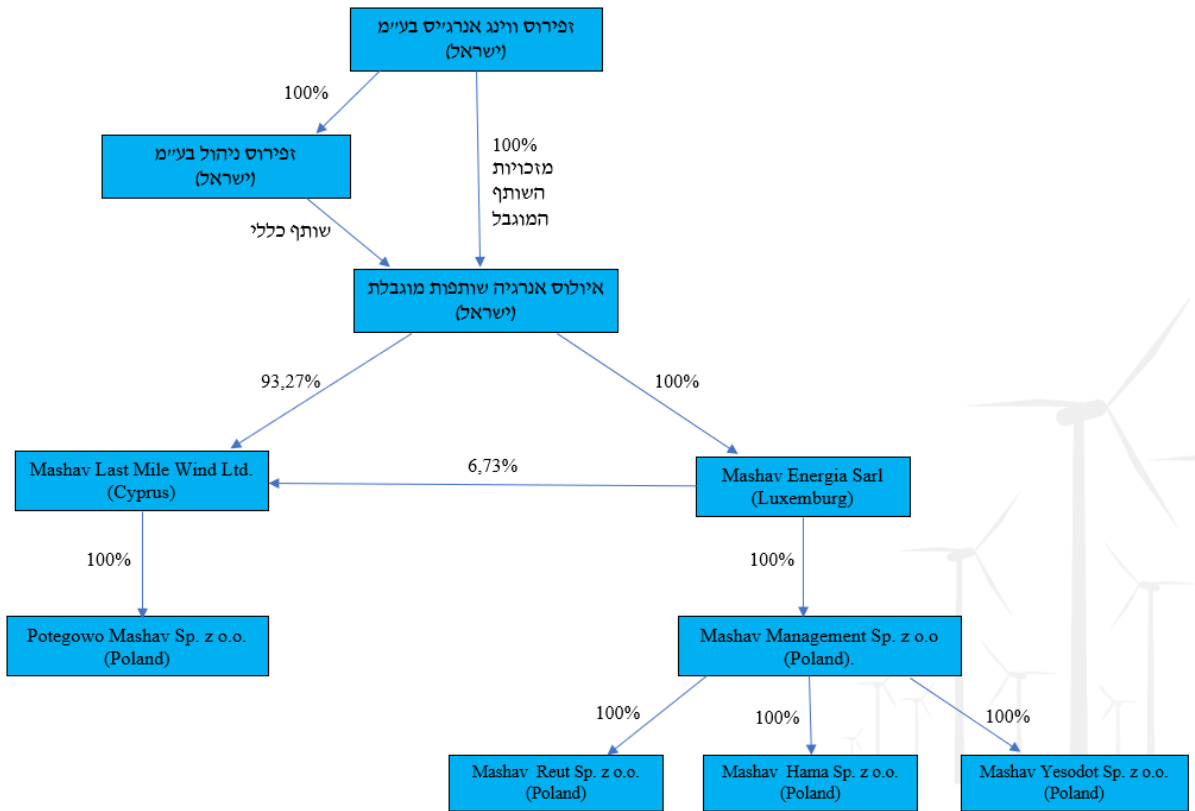 זפירוס ווינג אנרג׳יס בע״מ
(ישראל)
100%
100%
מזכויות
השותף
המוגבל
זפירוס ניהול בע״מ
(ישראל)
שותף כללי
איולוס אנרגיה שותפות מוגבלת
(ישראל)
93,27%
100%
Mashav Last Mile Wind Ltd.
(Cyprus)
6,73%
Mashav Energia Sarl
(Luxemburg)
100%
100%
Potegowo Mashav Sp. z o.o.
(Poland)
Mashav Management Sp. z o.o
(Poland).
100%
100%
100%
Mashav Reut Sp. z o.o.
(Poland)
Mashav Hama Sp. z o.o.
(Poland)
Mashav Yesodot Sp. z o.o.
(Poland)